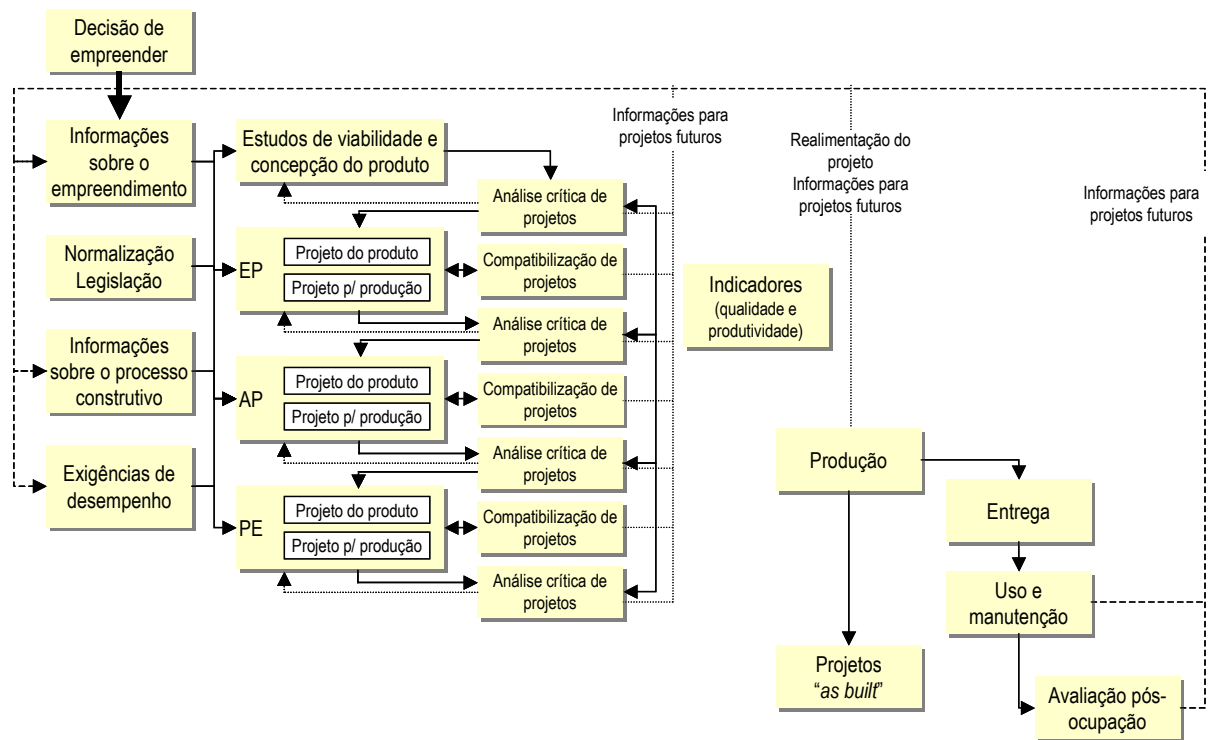 Decisão de
empreender
Informações
sobre o
empreendimento
Normalização
Legislação
Informações
sobre o processo
construtivo
Exigências de
desempenho
Estudos de viabilidade e
concepção do produto
Análise crítica de
projetos
EP
Projeto do produto
Projeto p/ produção
Compatibilização de
projetos
Análise crítica de
projetos
AP
Projeto do produto
Projeto p/ produção
Compatibilização de
projetos
Análise crítica de
projetos
PE
Projeto do produto
Projeto p/ produção
Compatibilização de
projetos
Análise crítica de
projetos
Informações para
projetos futuros
Indicadores
(qualidade e
produtividade)
Realimentação do
projeto
Informações para
projetos futuros
Informações para
projetos futuros
Produção
Entrega
Uso e
manutenção
Projetos
“as built”
Avaliação pós-
ocupação